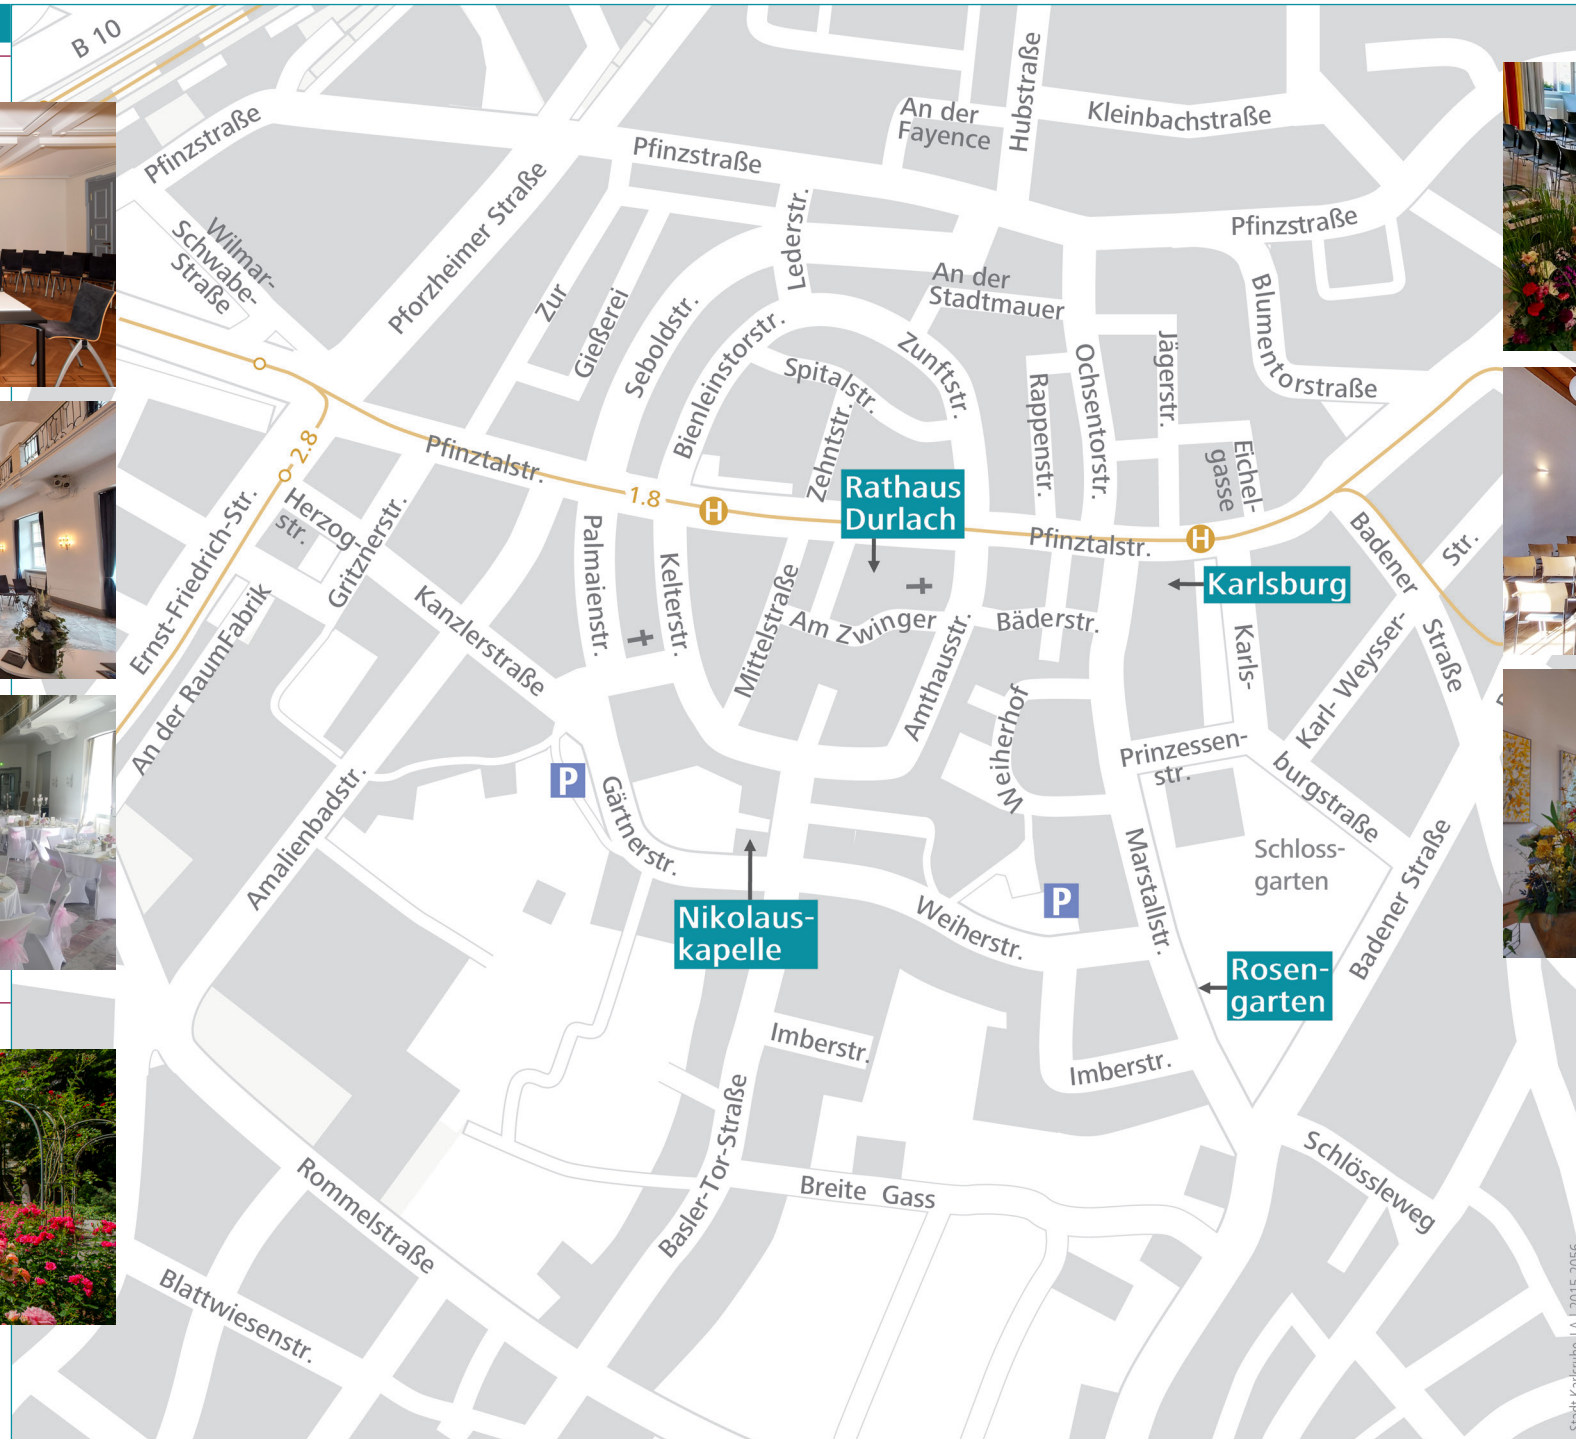 B 10
Pfinzstraße
Pfinzstraße
An der
Fayence
Hubstraße
Kleinbachstraße
Pfinzstraße
Wilmar-
Schwabe-
Straße
Pforzheimer Straße
Lederstr.
An der
Stadtmauer
Zur
Gießerei
Seboldstr.
Bienleinstorstr.
Zunftstr.
Spitalstr.
Zehntstr.
Rappenstr.
Ochsentorstr.
Jägerstr.
Blumentorstraße
Eichel-
gasse
2.8
Pfinztalstr.
1.8
H
Rathaus
Durlach
Pfinztalstr.
H
Karlsburg
Ernst-Friedrich-Str.
Herzog-
str.
Gritznerstr.
An der RaumFabrik
Kanzlerstraße
Palmaienstr.
Kelterstr.
Mittelstraße
Am Zwinger
Amthausstr.
Bäderstr.
Badener
Straße
Karl- Weysser-
Str.
Karls-
burgstraße
Weiherhof
Prinzessen-
str.
P
Gärtnerstr.
Amalienbadstr.
Nikolaus-
kapelle
Weiherstr.
P
Marstallstr.
Schloss-
garten
Badener Straße
Rosen-
garten
Imberstr.
Imberstr.
Basler-Tor-Straße
Breite Gass
Schlössleweg
Rommelstraße
Blattwiesenstr.